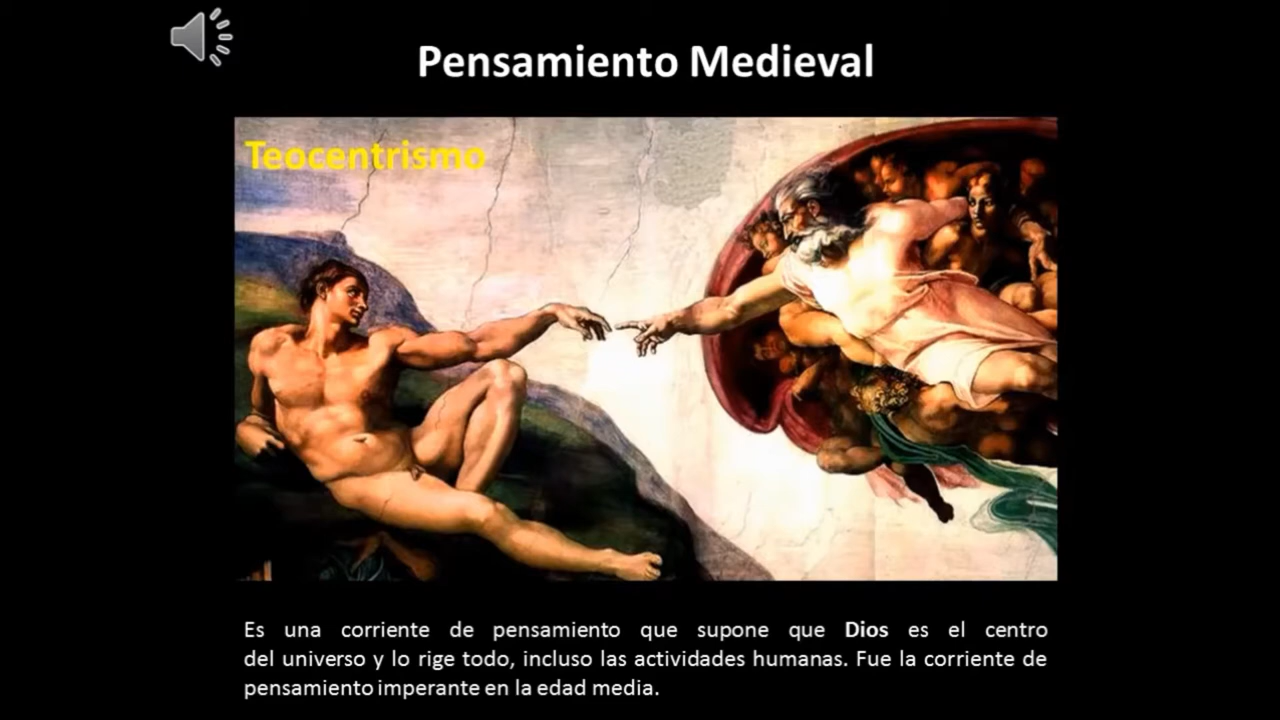 Pensamiento Medieval
Teocentrismo
Es una corriente de pensamiento que supone que Dios es el centro
del universo y lo rige todo, incluso las actividades humanas. Fue la corriente de
pensamiento imperante en la edad media.